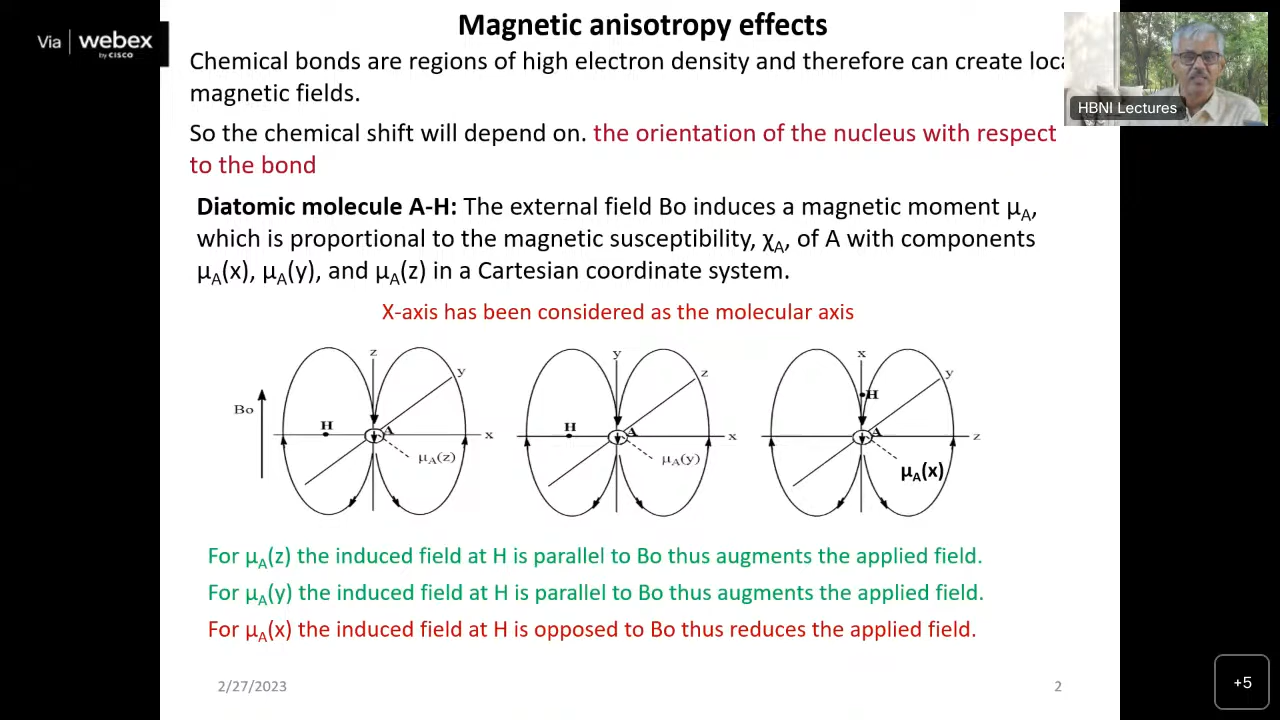 Magnetic anisotropy effects
Via | webex
by CISCO
Chemical bonds are regions of high electron density and therefore can create loca
magnetic fields.
HBNI Lectures
So the chemical shift will depend on. the orientation of the nucleus with respect
to the bond
Diatomic molecule A-H: The external field Bo induces a magnetic moment μA,
which is proportional to the magnetic susceptibility, χA, of A with components
μA(x), μA(y), and μA(z) in a Cartesian coordinate system.
X-axis has been considered as the molecular axis
Bo
z
y
H
A
x
μA(z)
y
z
H
A
x
μA(y)
x
y
H
A
z
μA(x)
For μA(z) the induced field at H is parallel to Bo thus augments the applied field.
For μA(y) the induced field at H is parallel to Bo thus augments the applied field.
For μA(x) the induced field at H is opposed to Bo thus reduces the applied field.
2/27/2023
2
+5